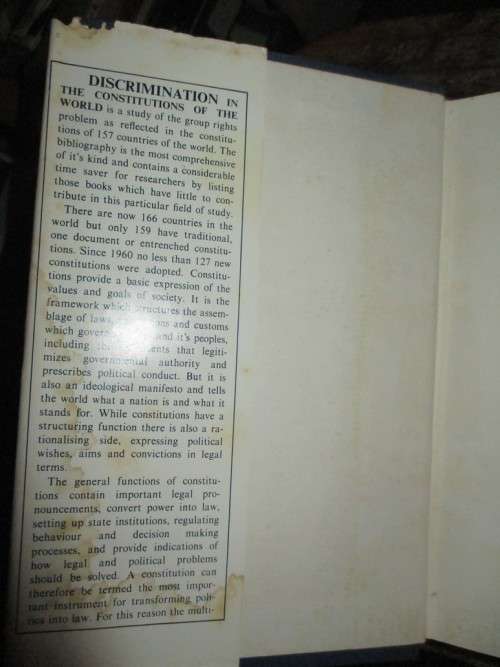 DISCRIMINATION IN
THE CONSTITUTIONS OF THE
WORLD is a study of the group rights
problem as reflected in the constitu-
tions of 157 countries of the world. The
bibliography is the most comprehensive
of it's kind and contains a considerable
time saver for researchers by listing
those books which have little to con-
tribute in this particular field of study.
There are now 166 countries in the
world but only 159 have traditional,
one document or entrenched constitu-
tions. Since 1960 no less than 127 new
constitutions were adopted. Constitu-
tions provide a basic expression of the
values and goals of society. It is the
framework which structures the assem-
blage of laws, and customs
which and it's peoples,
including that legiti-
mizes governmental authority and
prescribes political conduct. But it is
also an ideological manifesto and tells
the world what a nation is and what it
stands for. While constitutions have a
structuring function there is also a ra-
tionalising side, expressing political
wishes, aims and convictions in legal
terms.
The general functions of constitu-
tions contain important legal pro-
nouncements, convert power into law,
setting up state institutions, regulating
behaviour and decision making
processes, and provide indications of
how legal and political problems
should be solved. A constitution can
therefore be termed the most impor-
tant instrument for transforming poli-
tics into law. For this reason the multi-